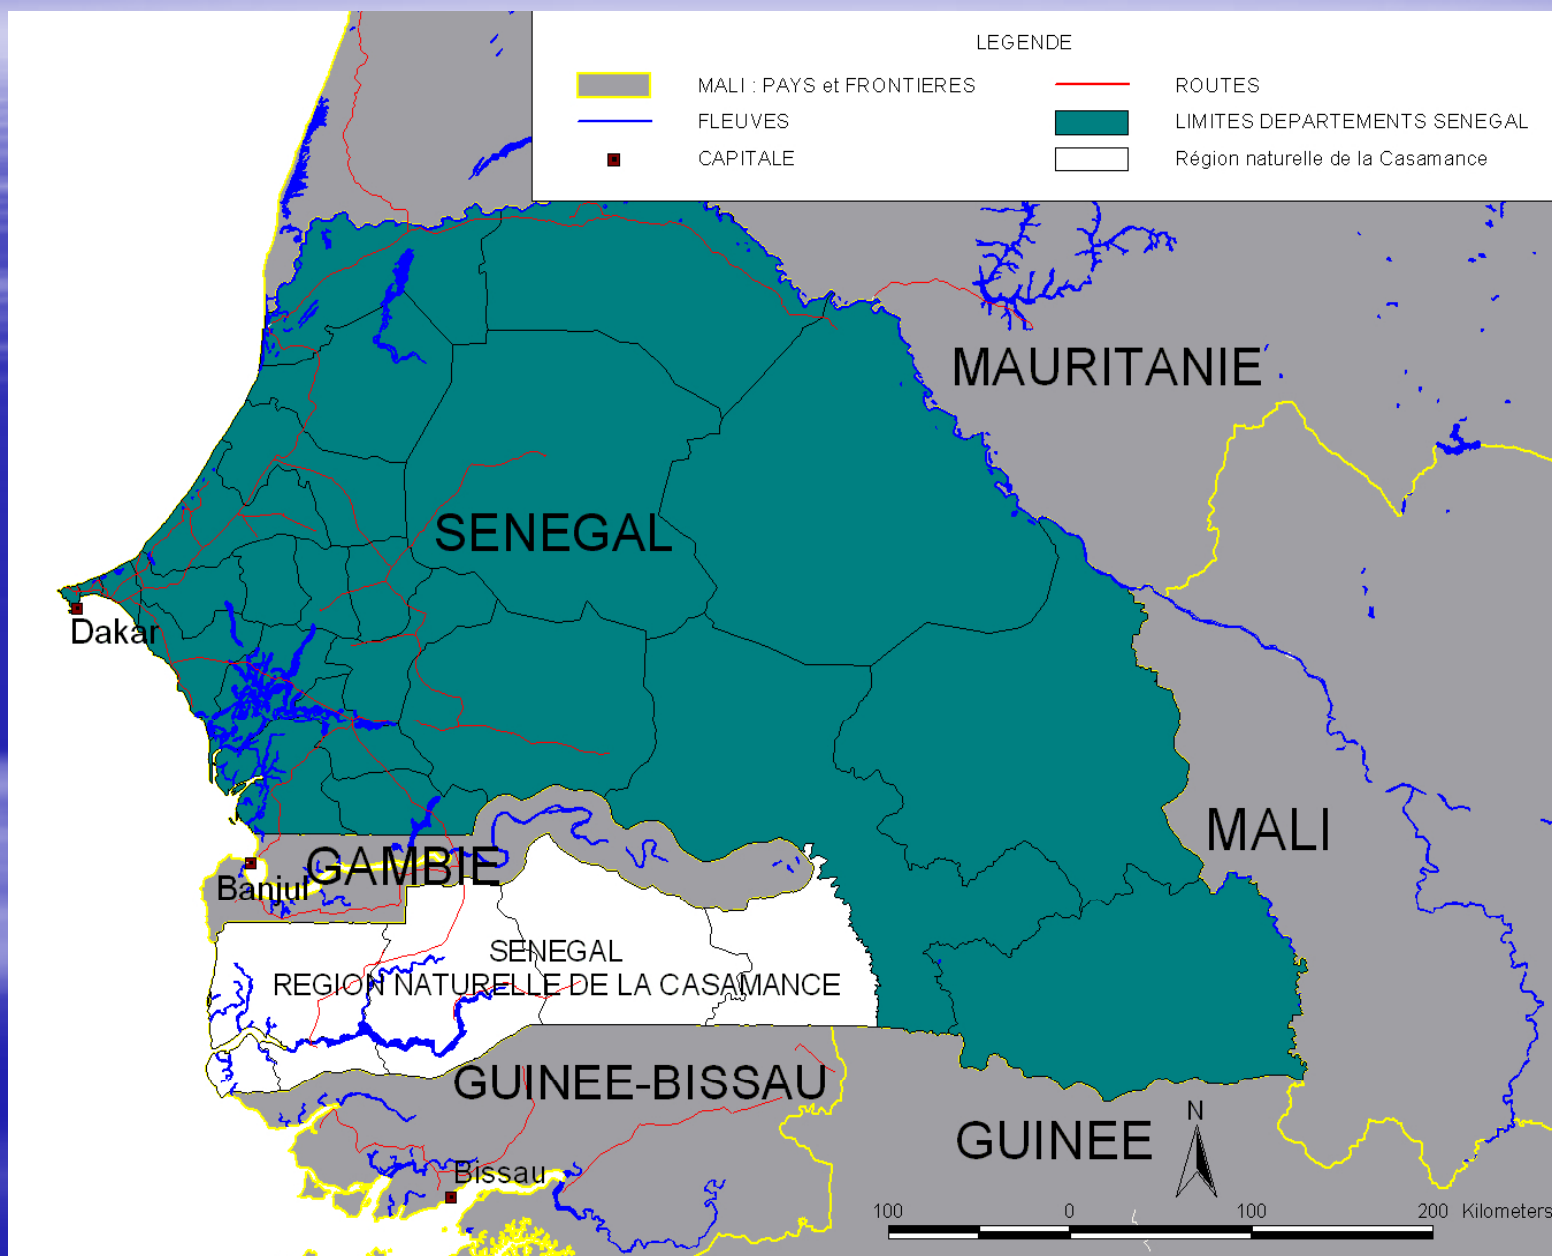 LEGENDE
MALI : PAYS et FRONTIERES
ROUTES
FLEUVES
LIMITES DEPARTEMENTS SENEGAL
CAPITALE
Région naturelle de la Casamance
MAURITANIE
SENEGAL
Dakar
MALI
GAMBIE
Banjul
SENEGAL
REGION NATURELLE DE LA CASAMANCE
GUINEE-BISSAU
N
GUINEE
Bissau
100 0 100 200 Kilometers